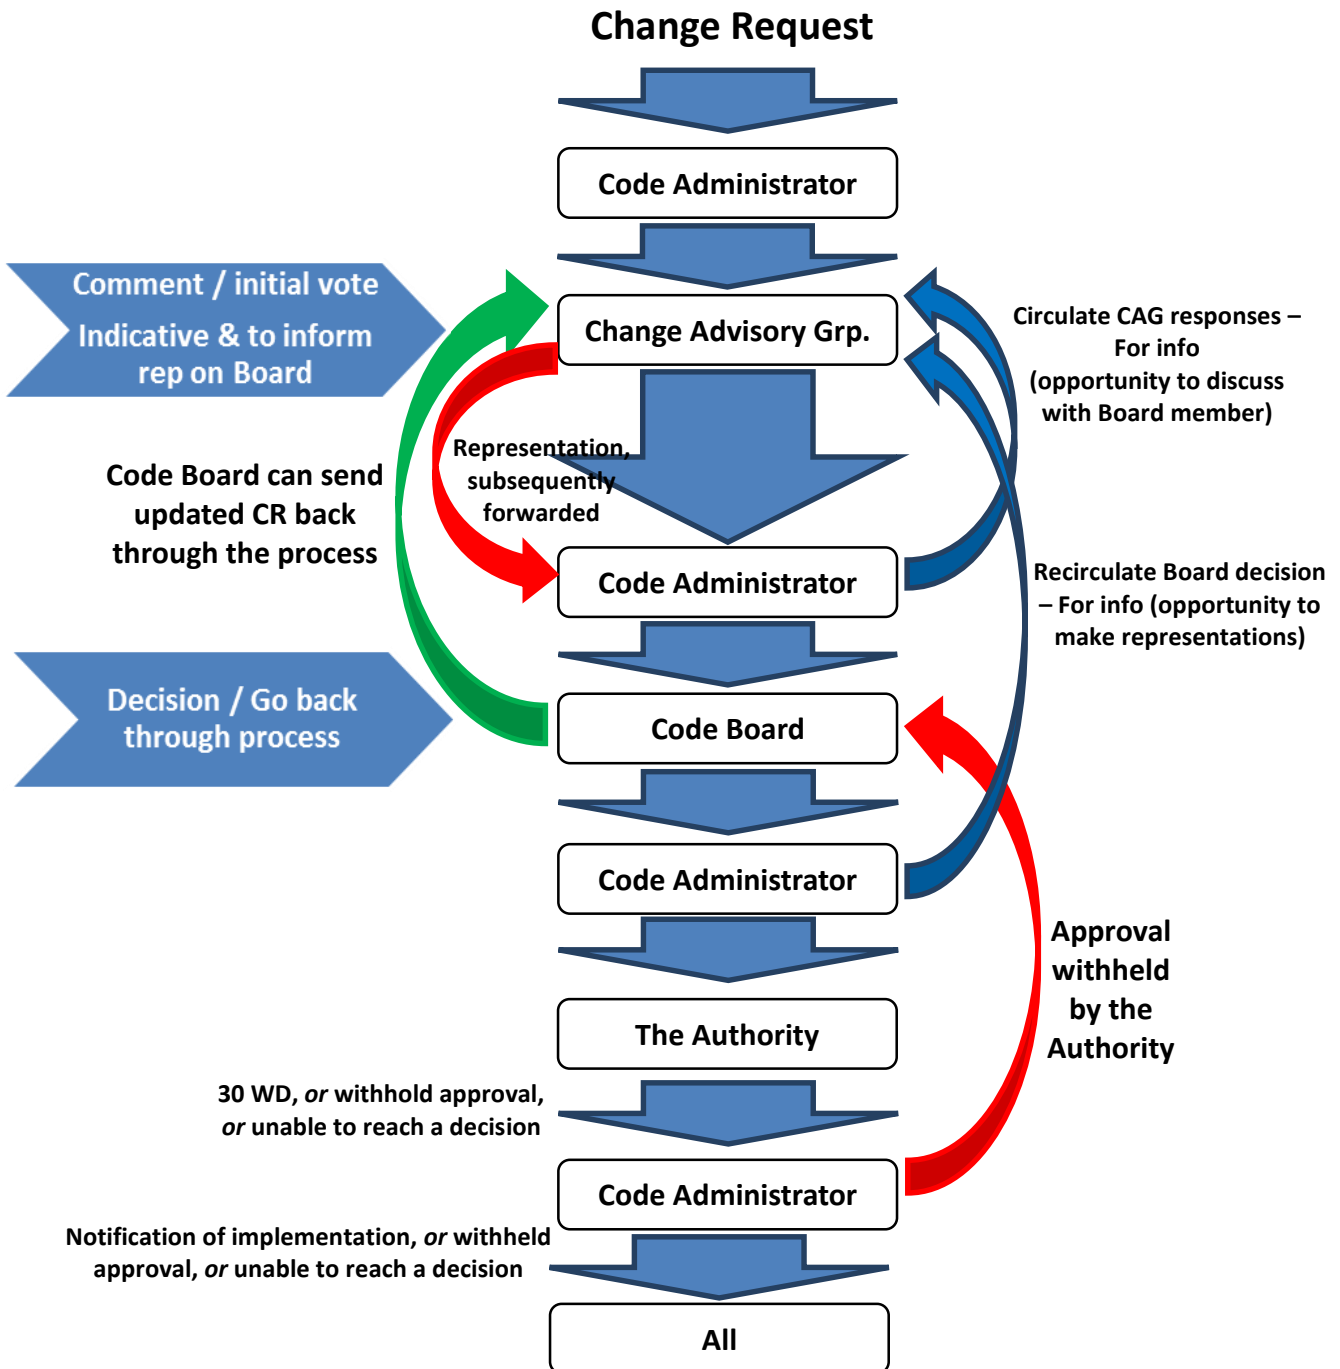 Change Request
Code Administrator
Comment / initial vote
Indicative & to inform
rep on Board
Change Advisory Grp.
Circulate CAG responses –
For info
(opportunity to discuss
with Board member)
Code Board can send
updated CR back
through the process
Representation,
subsequently
forwarded
Code Administrator
Recirculate Board decision
– For info (opportunity to
make representations)
Decision / Go back
through process
Code Board
Code Administrator
Approval
withheld
by the
Authority
The Authority
30 WD, or withhold approval,
or unable to reach a decision
Code Administrator
Notification of implementation, or withheld
approval, or unable to reach a decision
All